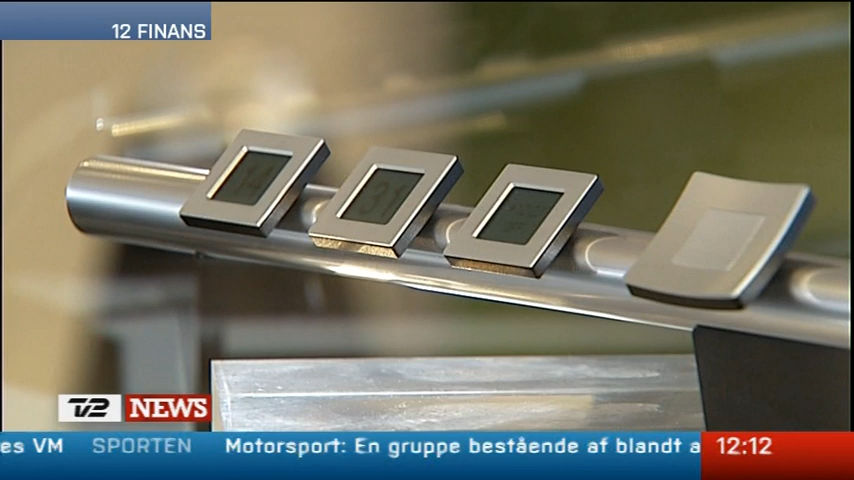 12 FINANS
14
31
TV2 NEWS
es VM SPORTEN Motorsport: En gruppe bestående af blandt a 12:12